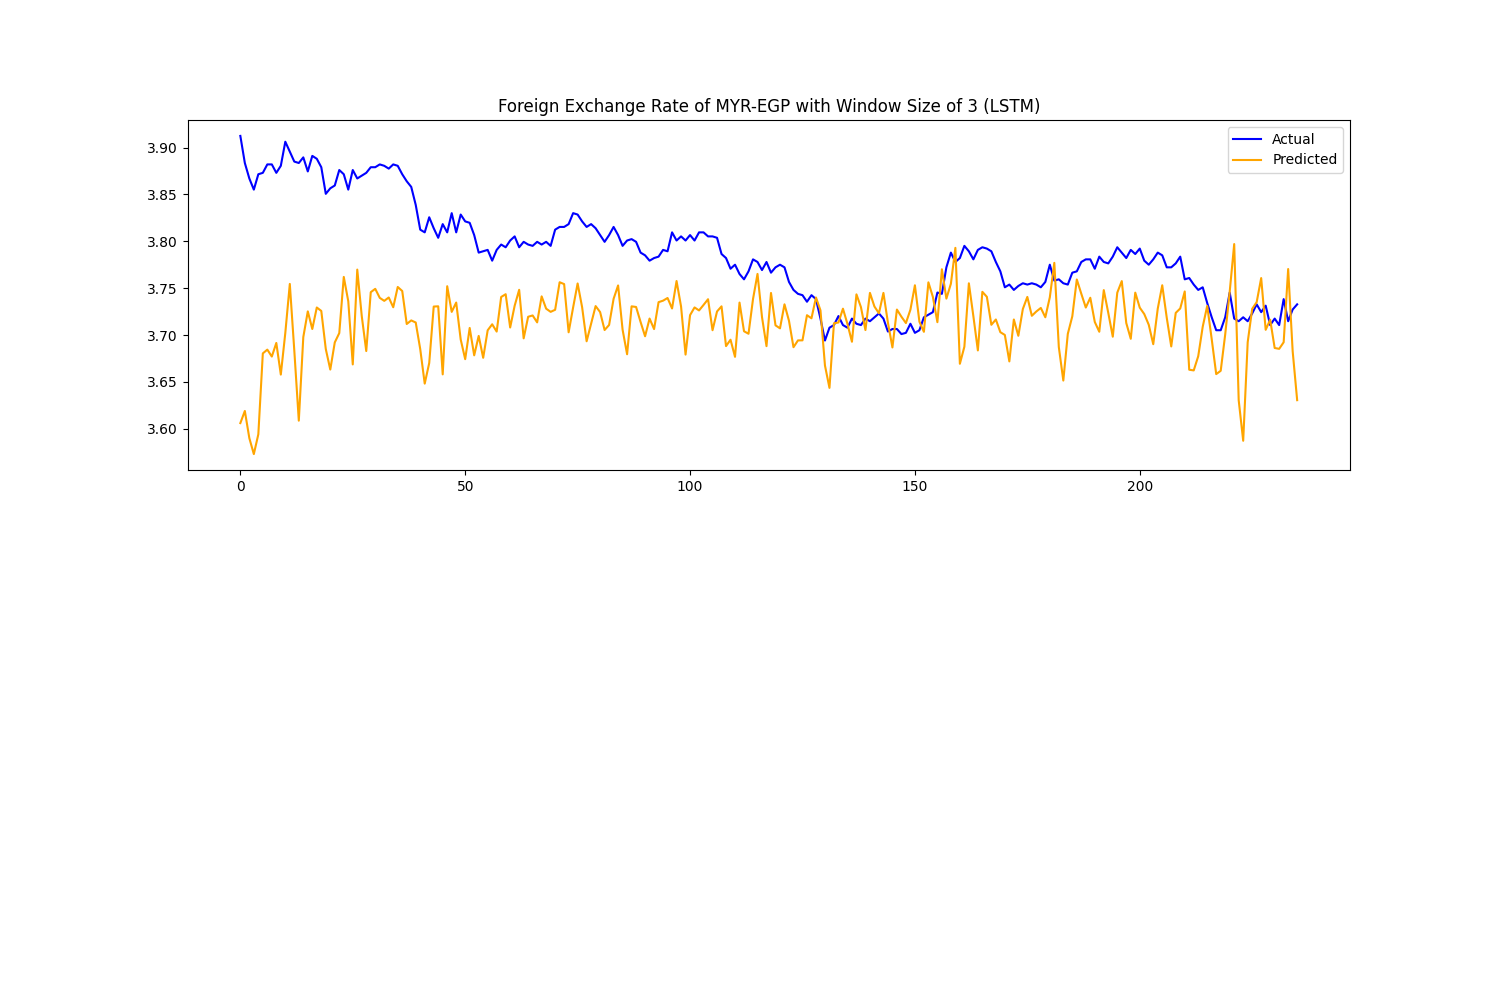 Foreign Exchange Rate of MYR-EGP with Window Size of 3 (LSTM)
Actual
Predicted
3.90
3.85
3.80
3.75
3.70
3.65
3.60
0 50 100 150 200